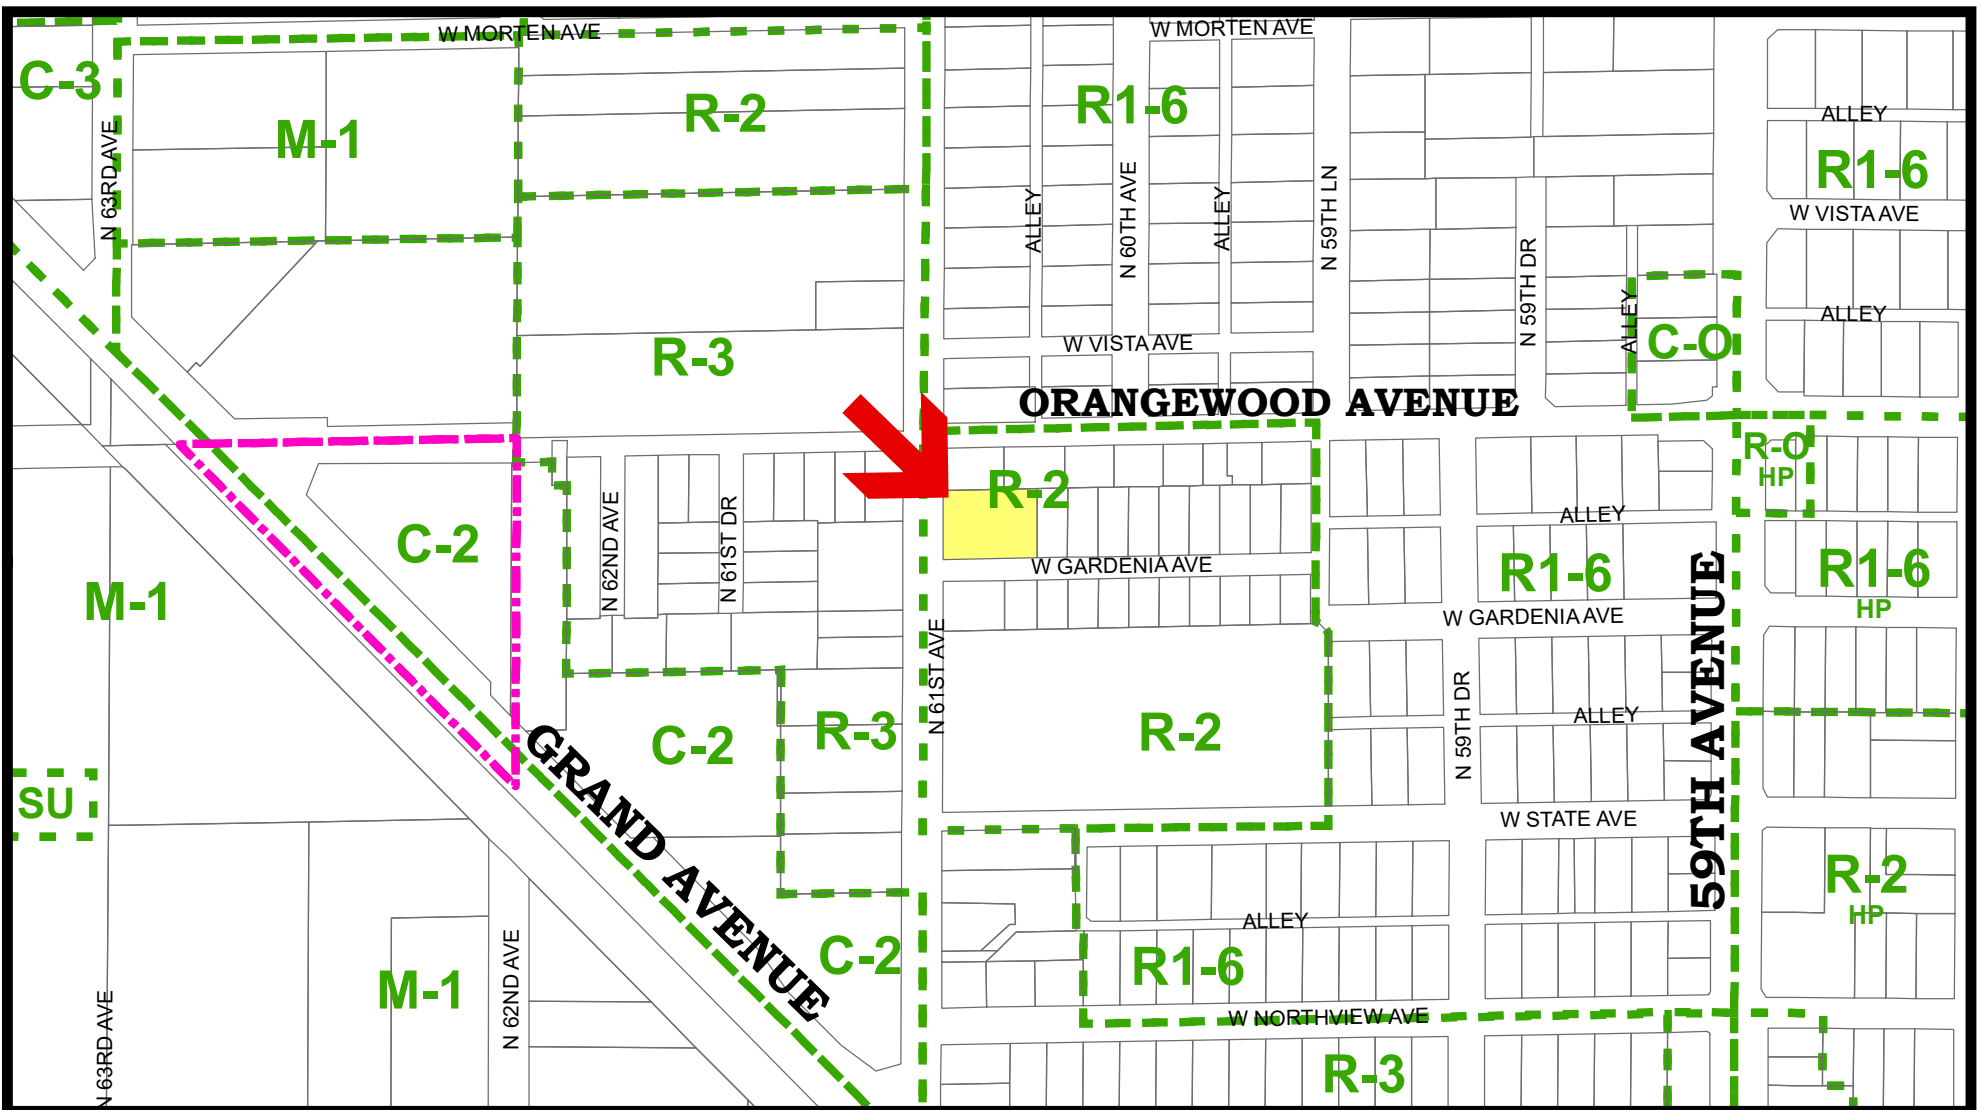 W MORTEN AVE
W MORTEN AVE
C-3
M-1
R-2
R1-6
ALLEY
R1-6
N 63RD AVE
ALLEY
N 60TH AVE
ALLEY
N 59TH LN
W VISTA AVE
N 59TH DR
ALLEY
C-O
ALLEY
R-3
W VISTA AVE
ORANGEWOOD AVENUE
R-O
HP
R-2
C-2
N 62ND AVE
N 61ST DR
ALLEY
M-1
W GARDENIA AVE
R1-6
R1-6
HP
W GARDENIA AVE
N 61ST AVE
59TH AVENUE
N 59TH DR
ALLEY
C-2
R-3
R-2
GRAND AVENUE
SU
W STATE AVE
R-2
HP
ALLEY
C-2
R1-6
M-1
N 62ND AVE
N 63RD AVE
W NORTHVIEW AVE
R-3